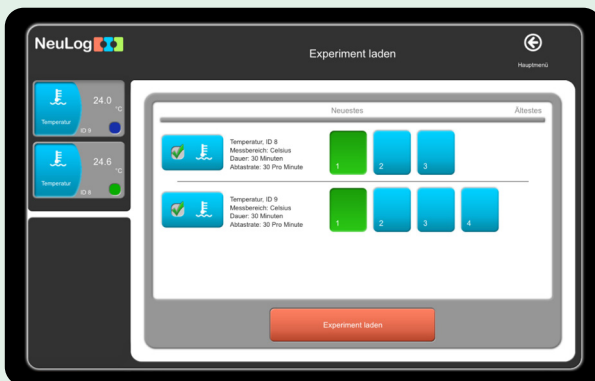 NeuLog
Experiment laden
Hauptmenü
24.0
°C
Temperatur
ID 9
24.6
°C
Temperatur
ID 8
Neuestes
Ältestes
Temperatur, ID 8
Messbereich: Celsius
Dauer: 30 Minuten
Abtastrate: 30 Pro Minute
1
2
3
Temperatur, ID 9
Messbereich: Celsius
Dauer: 30 Minuten
Abtastrate: 30 Pro Minute
1
2
3
4
Experiment laden